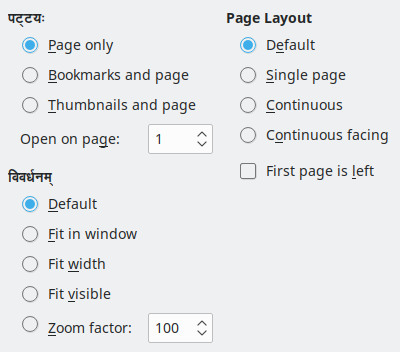 पट्टयः
Page only
Bookmarks and page
Thumbnails and page
Open on page: 1
विवर्धनम्
Default
Fit in window
Fit width
Fit visible
Zoom factor: 100
Page Layout
Default
Single page
Continuous
Continuous facing
First page is left